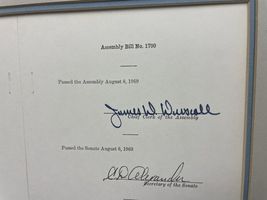 Assembly Bill No. 1700
Passed the Assembly August 6, 1969
James D. Driscoll
Chief Clerk of the Assembly
Passed the Senate August 6, 1969
Alexander
Secretary of the Senate